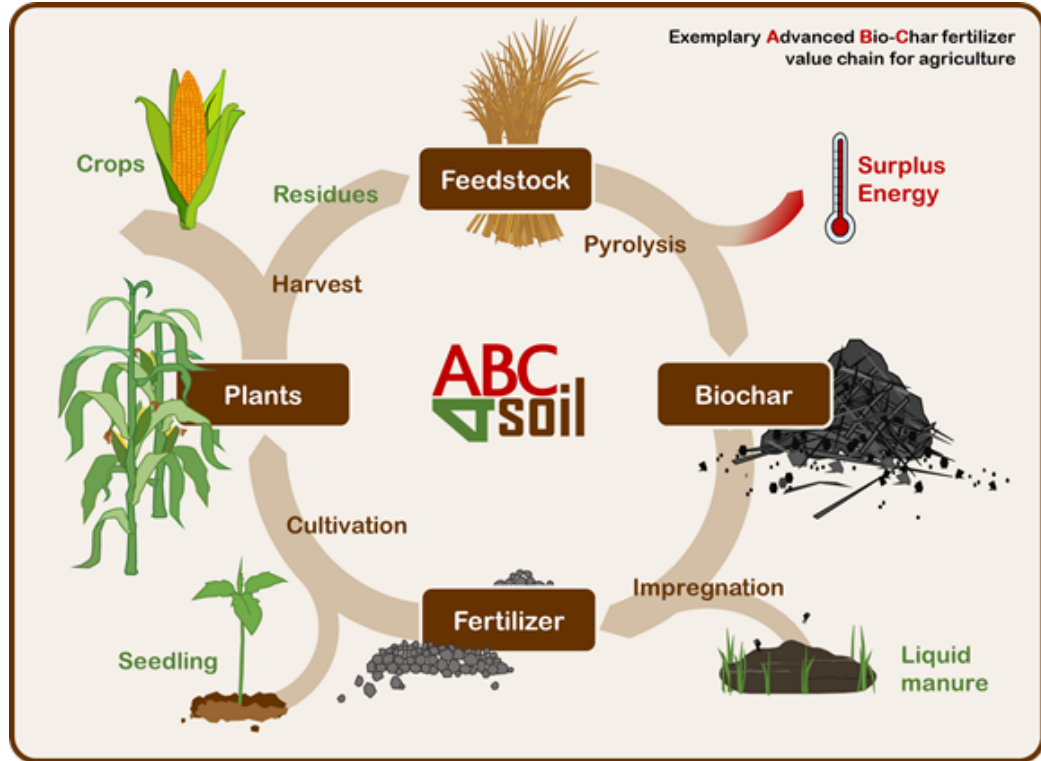 Exemplary Advanced Bio-Char fertilizer
value chain for agriculture
Crops
Residues
Feedstock
Surplus
Energy
Pyrolysis
Harvest
Plants
ABC
4soil
Biochar
Cultivation
Impregnation
Fertilizer
Seedling
Liquid
manure